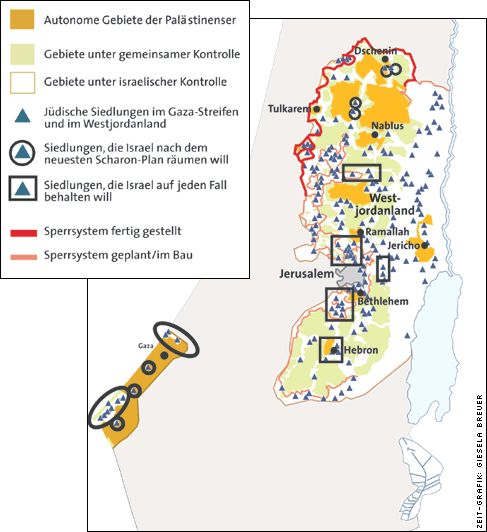 Autonome Gebiete der Palästinenser
Gebiete unter gemeinsamer Kontrolle
Gebiete unter israelischer Kontrolle
Jüdische Siedlungen im Gaza-Streifen
und im Westjordanland
Siedlungen, die Israel nach dem
neuesten Scharon-Plan räumen will
Siedlungen, die Israel auf jeden Fall
behalten will
Sperrsystem fertig gestellt
Sperrsystem geplant/im Bau
Dschenin
Tulkarem
Nablus
West-
jordanland
Ramallah
Jericho
Jerusalem
Bethlehem
Hebron
Gaza
ZEIT-GRAFIK: GIESELA BREUER